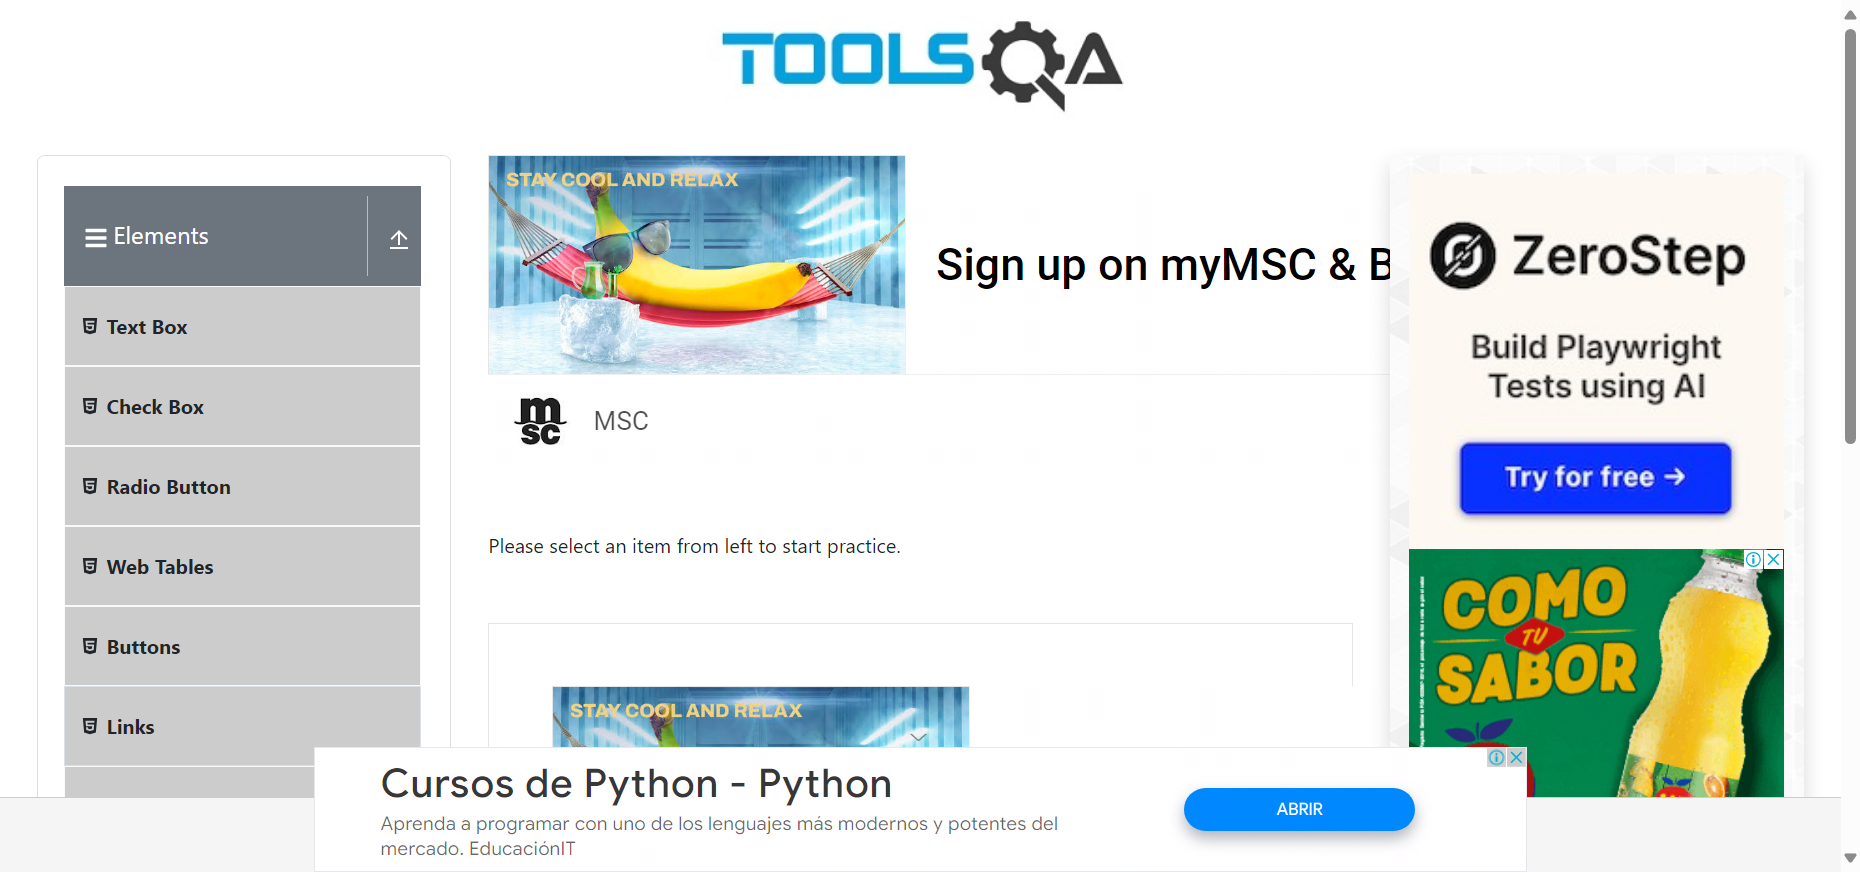 TOOLSQA
Elements
Text Box
Check Box
Radio Button
Web Tables
Buttons
Links
STAY COOL AND RELAX
Sign up on myMSC & B
msc
MSC
Please select an item from left to start practice.
STAY COOL AND RELAX
ZeroStep
Build Playwright
Tests using AI
Try for free →
COMO
TU
SABOR
Cursos de Python - Python
Aprenda a programar con uno de los lenguajes más modernos y potentes del
mercado. EducaciónIT
ABRIR